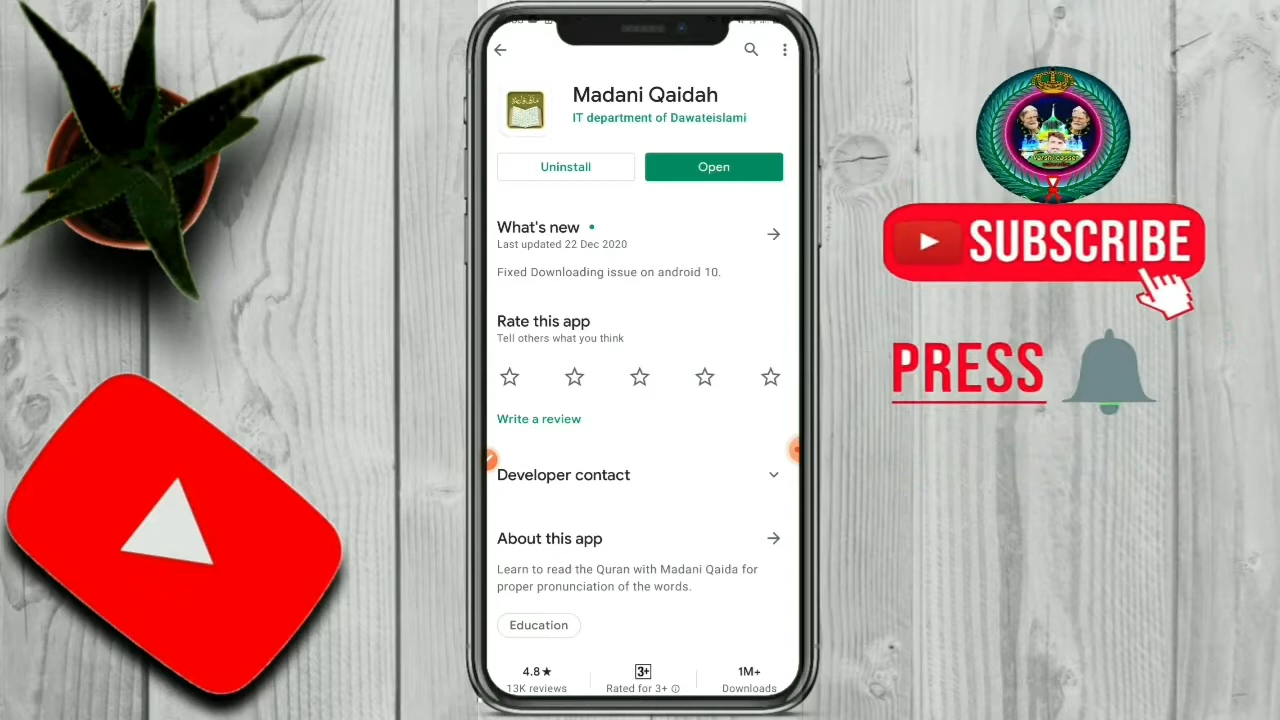 Madani Qaidah
IT department of Dawateislami
Uninstall
Open
What's new
Last updated 22 Dec 2020
Fixed Downloading issue on android 10.
Rate this app
Tell others what you think
Write a review
Developer contact
About this app
Learn to read the Quran with Madani Qaida for
proper pronunciation of the words.
Education
4.8★
13K reviews
3+
Rated for 3+
1M+
Downloads
SUBSCRIBE
PRESS